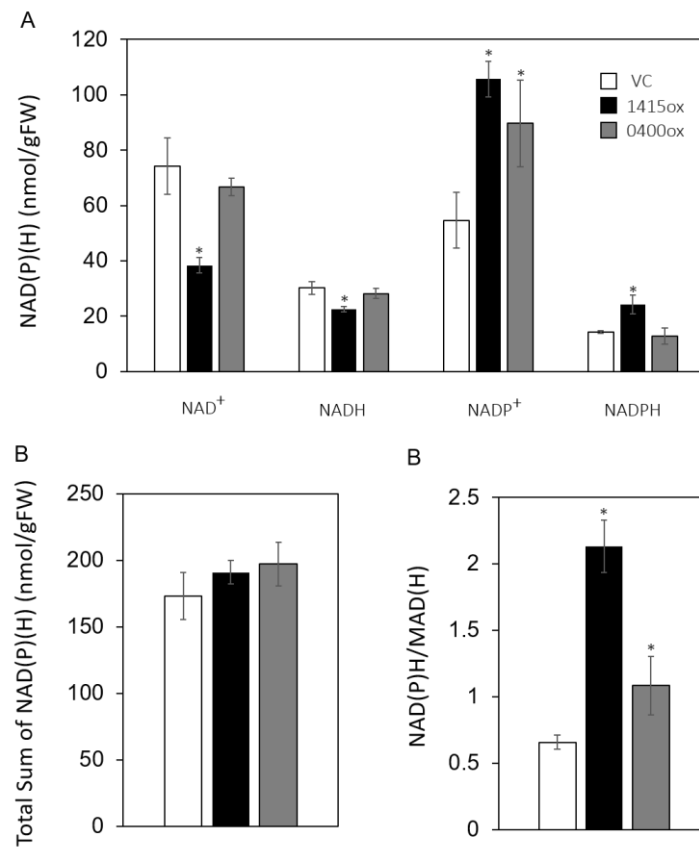 A
NAD(P)(H) (nmol/gFW)
120
100
80
60
40
20
0
* * * * *
VC
1415ox
0400ox
NAD+ NADH NADP+ NADPH
B
Total Sum of NAD(P)(H) (nmol/gFW)
250
200
150
100
50
0
B
NAD(P)H/MAD(H)
2.5
2
1.5
1
0.5
0
* *